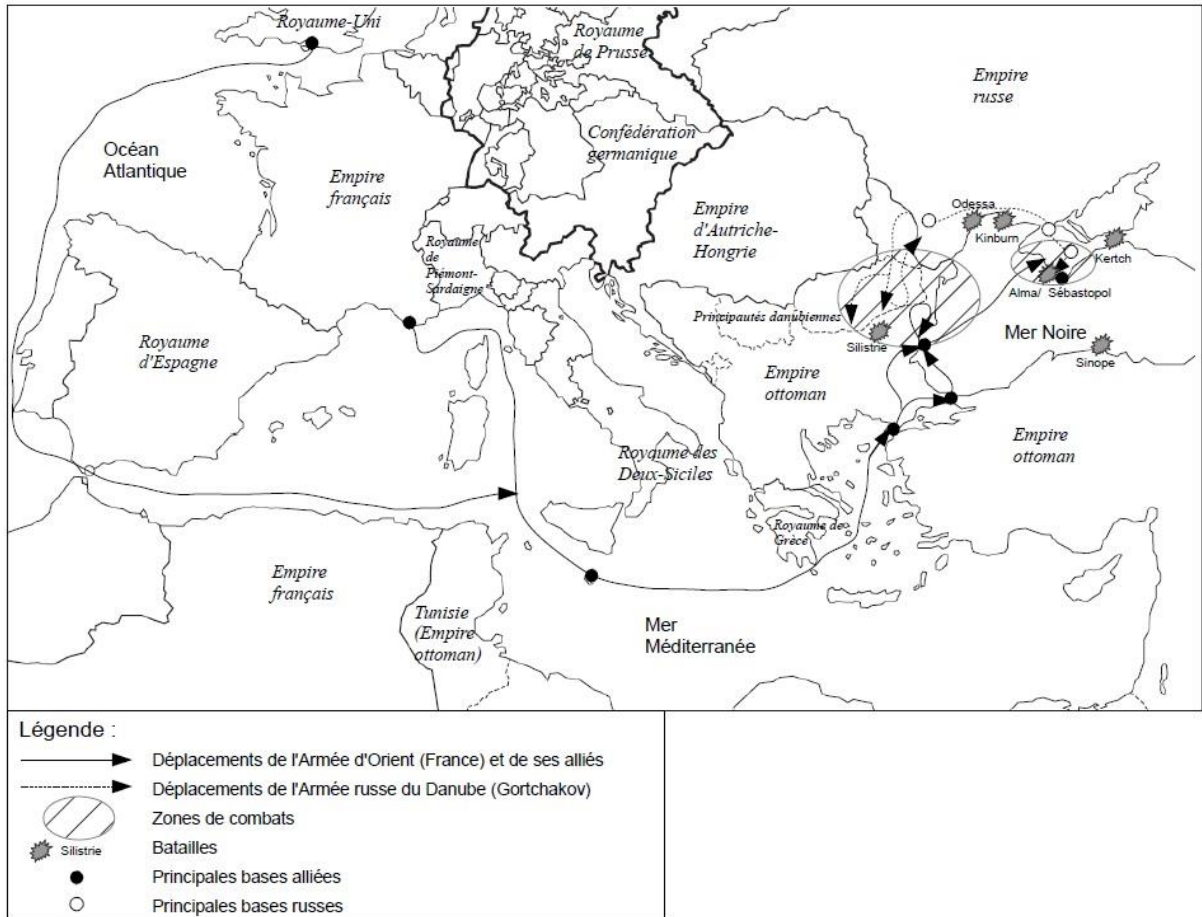 Royaume-Uni
Royaume
de Prusse
Empire
russe
Océan
Atlantique
Confédération
germanique
Empire
français
Odessa
Kinburn
Empire
d'Autriche-
Hongrie
Royaume
de
Piémont-
Sardaigne
Kertch
Alma/ Sébastopol
Principautés danubiennes
Royaume
d'Espagne
Mer Noire
Silistrie
Sinope
Empire
ottoman
Empire
ottoman
Royaume des
Deux-Siciles
Royaume de
Grèce
Empire
français
Tunisie
(Empire
ottoman)
Mer
Méditerranée
Légende :
Déplacements de l'Armée d'Orient (France) et de ses alliés
Déplacements de l'Armée russe du Danube (Gortchakov)
Zones de combats
Silistrie Batailles
Principales bases alliées
Principales bases russes